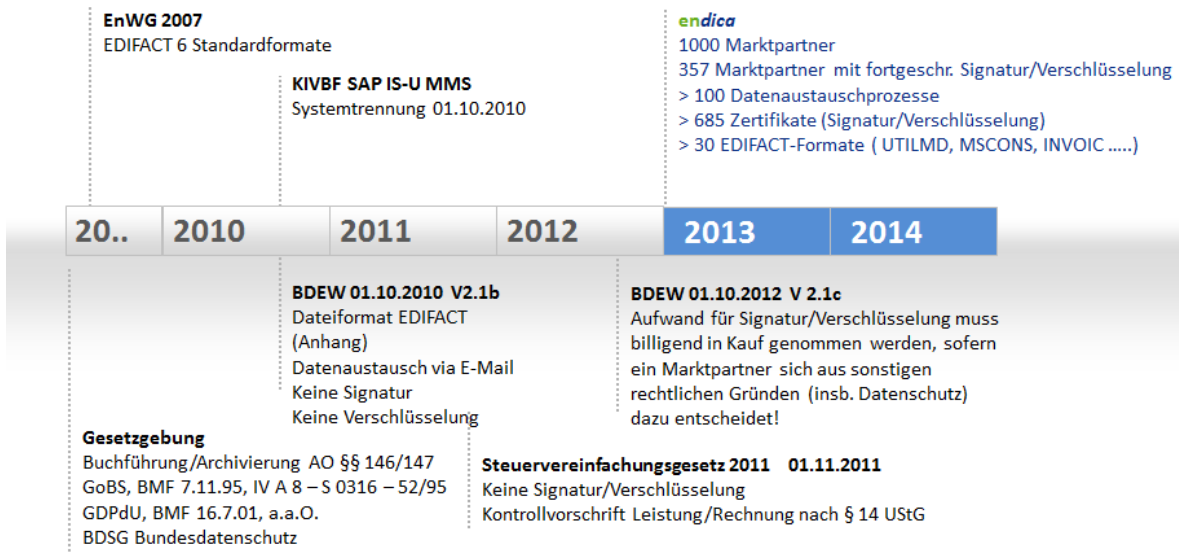 EnWG 2007
EDIFACT 6 Standardformate
KIVBF SAP IS-U MMS
Systemtrennung 01.10.2010
endica
1000 Marktpartner
357 Marktpartner mit fortgeschr. Signatur/Verschlüsselung
> 100 Datenaustauschprozesse
> 685 Zertifikate (Signatur/Verschlüsselung)
> 30 EDIFACT-Formate ( UTILMD, MSCONS, INVOIC .....)
20.. 2010 2011 2012 2013 2014
BDEW 01.10.2010 V2.1b
Dateiformat EDIFACT
(Anhang)
Datenaustausch via E-Mail
Keine Signatur
Keine Verschlüsselung
BDEW 01.10.2012 V 2.1c
Aufwand für Signatur/Verschlüsselung muss
billigend in Kauf genommen werden, sofern
ein Marktpartner sich aus sonstigen
rechtlichen Gründen (insb. Datenschutz)
dazu entscheidet!
Gesetzgebung
Buchführung/Archivierung AO §§ 146/147
GoBS, BMF 7.11.95, IV A 8 – S 0316 – 52/95
GDPdU, BMF 16.7.01, a.a.O.
BDSG Bundesdatenschutz
Steuervereinfachungsgesetz 2011 01.11.2011
Keine Signatur/Verschlüsselung
Kontrollvorschrift Leistung/Rechnung nach § 14 UStG